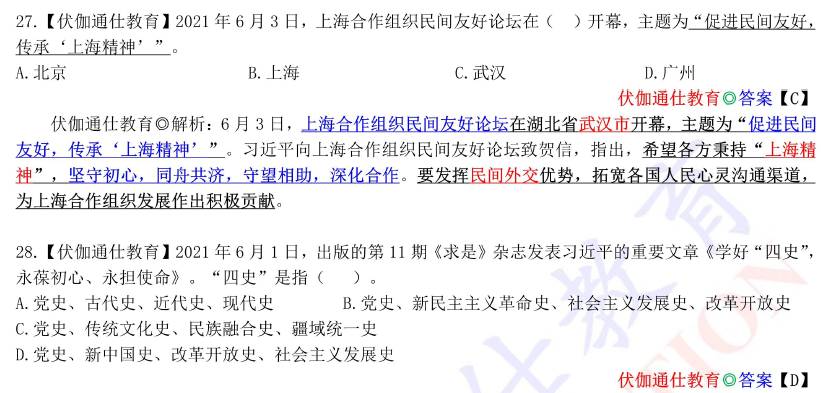 27.【伏伽通仕教育】2021 年 6 月 3 日，上海合作组织民间友好论坛在（ ）开幕，主题为“促进民间友好，
传承‘上海精神’”。
A.北京 B.上海 C.武汉 D.广州
伏伽通仕教育◎答案【C】
伏伽通仕教育◎解析：6 月 3 日，上海合作组织民间友好论坛在湖北省武汉市开幕，主题为“促进民间
友好，传承‘上海精神’”。习近平向上海合作组织民间友好论坛致贺信，指出，希望各方秉持“上海精
神”，坚守初心，同舟共济，守望相助，深化合作。要发挥民间外交优势，拓宽各国人民心灵沟通渠道，
为上海合作组织发展作出积极贡献。
28.【伏伽通仕教育】2021 年 6 月 1 日，出版的第 11 期《求是》杂志发表习近平的重要文章《学好“四史”，
永葆初心、永担使命》。“四史”是指（ ）。
A.党史、古代史、近代史、现代史 B.党史、新民主主义革命史、社会主义发展史、改革开放史
C.党史、传统文化史、民族融合史、疆域统一史
D.党史、新中国史、改革开放史、社会主义发展史
伏伽通仕教育◎答案【D】
仕教育
TION